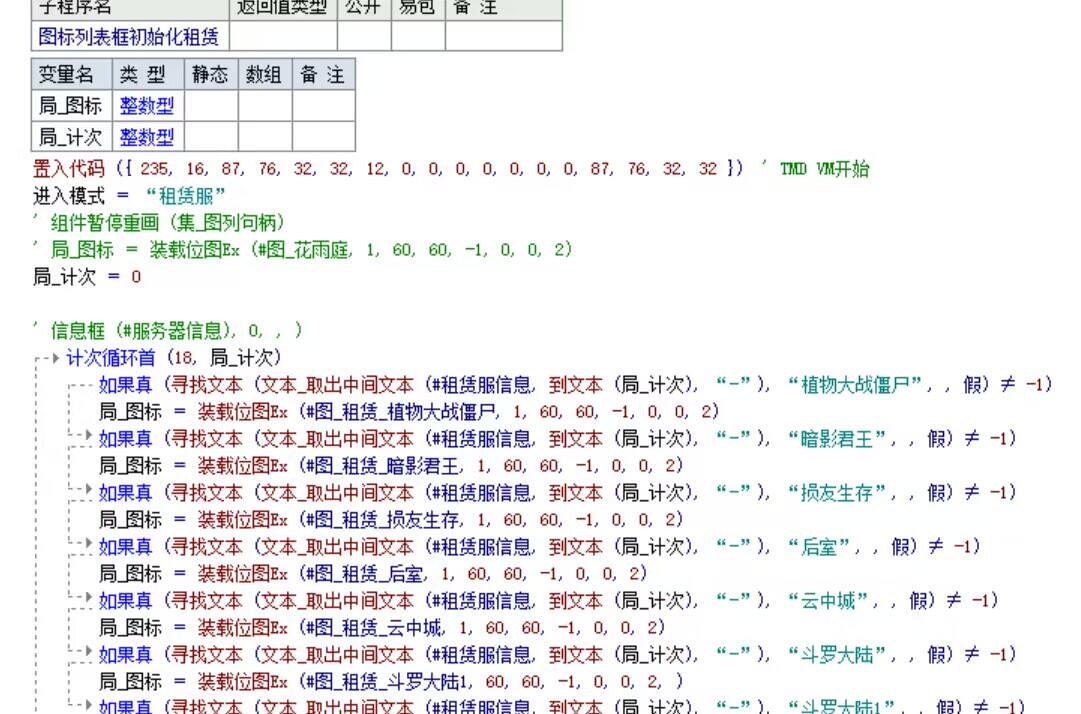 子程序名 返回值类型 公开 易包 备 注
图标列表框初始化租赁
变量名 类 型 静态 数组 备 注
局_图标 整数型
局_计次 整数型
置入代码 ({ 235, 16, 87, 76, 32, 32, 12, 0, 0, 0, 0, 0, 0, 0, 87, 76, 32, 32 }) ' TMD VM开始
进入模式 = “租赁服”
' 组件暂停重画 (集_图列句柄)
' 局_图标 = 装载位图Ex (#图_花雨庭, 1, 60, 60, -1, 0, 0, 2)
局_计次 = 0
' 信息框 (#服务器信息), 0, , )
计次循环首 (18, 局_计次)
如果真 (寻找文本 (文本_取出中间文本 (#租赁服信息, 到文本 (局_计次), “-”), “植物大战僵尸”, , 假) ≠ -1)
局_图标 = 装载位图Ex (#图_租赁_植物大战僵尸, 1, 60, 60, -1, 0, 0, 2)
如果真 (寻找文本 (文本_取出中间文本 (#租赁服信息, 到文本 (局_计次), “-”), “暗影君王”, , 假) ≠ -1)
局_图标 = 装载位图Ex (#图_租赁_暗影君王, 1, 60, 60, -1, 0, 0, 2)
如果真 (寻找文本 (文本_取出中间文本 (#租赁服信息, 到文本 (局_计次), “-”), “损友生存”, , 假) ≠ -1)
局_图标 = 装载位图Ex (#图_租赁_损友生存, 1, 60, 60, -1, 0, 0, 2)
如果真 (寻找文本 (文本_取出中间文本 (#租赁服信息, 到文本 (局_计次), “-”), “后室”, , 假) ≠ -1)
局_图标 = 装载位图Ex (#图_租赁_后室, 1, 60, 60, -1, 0, 0, 2)
如果真 (寻找文本 (文本_取出中间文本 (#租赁服信息, 到文本 (局_计次), “-”), “云中城”, , 假) ≠ -1)
局_图标 = 装载位图Ex (#图_租赁_云中城, 1, 60, 60, -1, 0, 0, 2)
如果真 (寻找文本 (文本_取出中间文本 (#租赁服信息, 到文本 (局_计次), “-”), “斗罗大陆”, , 假) ≠ -1)
局_图标 = 装载位图Ex (#图_租赁_斗罗大陆1, 60, 60, -1, 0, 0, 2, )
如果真 (寻找文本 (文本_取出中间文本 (#租赁服信息, 到文本 (局_计次), “-”), “斗罗大陆1”, , 假) ≠ -1)